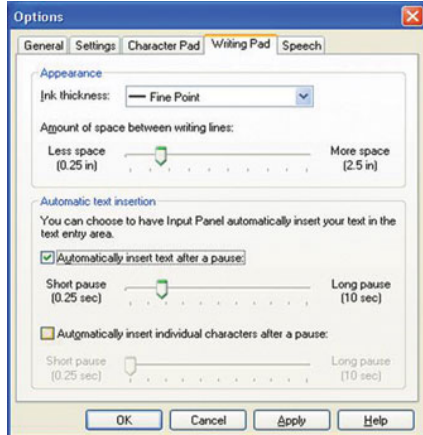 Options
General Settings Character Pad Writing Pad Speech
Appearance
Ink thickness: Fine Point
Amount of space between writing lines:
Less space More space
(0.25 in) (2.5 in)
Automatic text insertion
You can choose to have Input Panel automatically insert your text in the
text entry area.
Automatically insert text after a pause:
Short pause Long pause
(0.25 sec) (10 sec)
Automatically insert individual characters after a pause:
Short pause Long pause
(0.25 sec) (10 sec)
OK Cancel Apply Help